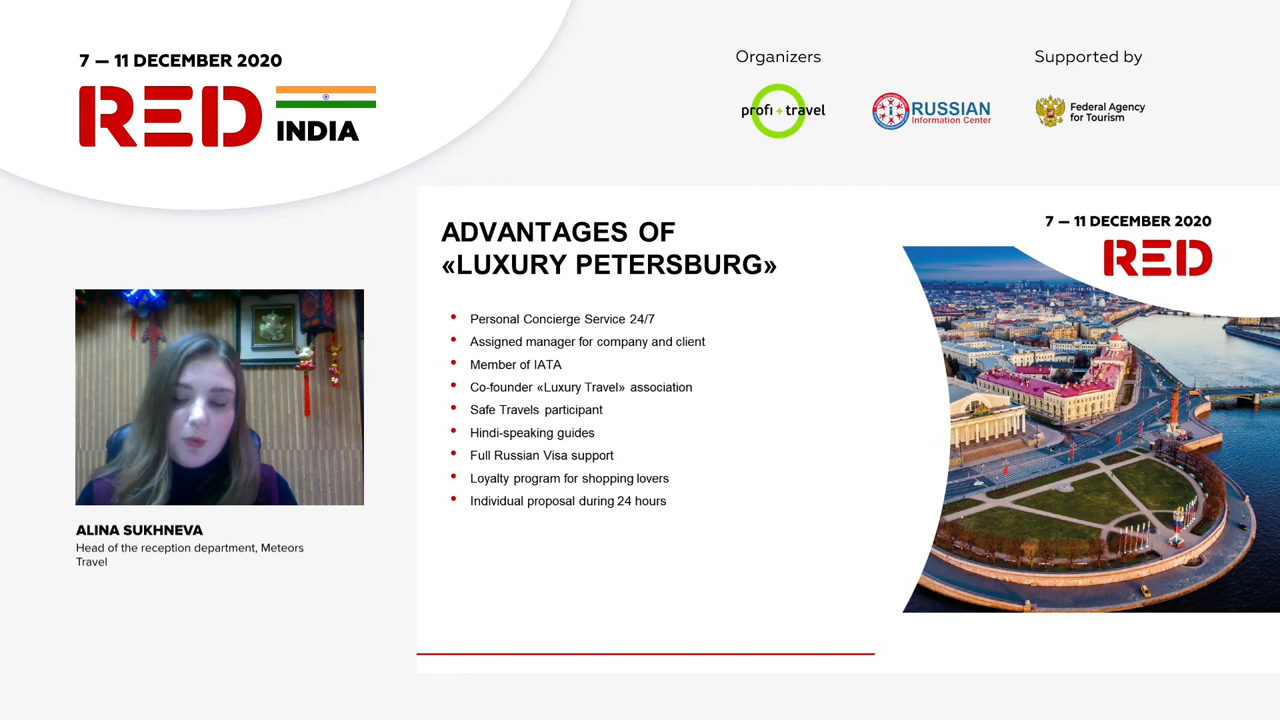 7 — 11 DECEMBER 2020
RED
INDIA
Organizers
profi + travel
RUSSIAN
Information Center
Supported by
Federal Agency
for Tourism
ADVANTAGES OF
«LUXURY PETERSBURG»
Personal Concierge Service 24/7
Assigned manager for company and client
Member of IATA
Co-founder «Luxury Travel» association
Safe Travels participant
Hindi-speaking guides
Full Russian Visa support
Loyalty program for shopping lovers
Individual proposal during 24 hours
7 — 11 DECEMBER 2020
RED
ALINA SUKHNEVA
Head of the reception department, Meteors
Travel